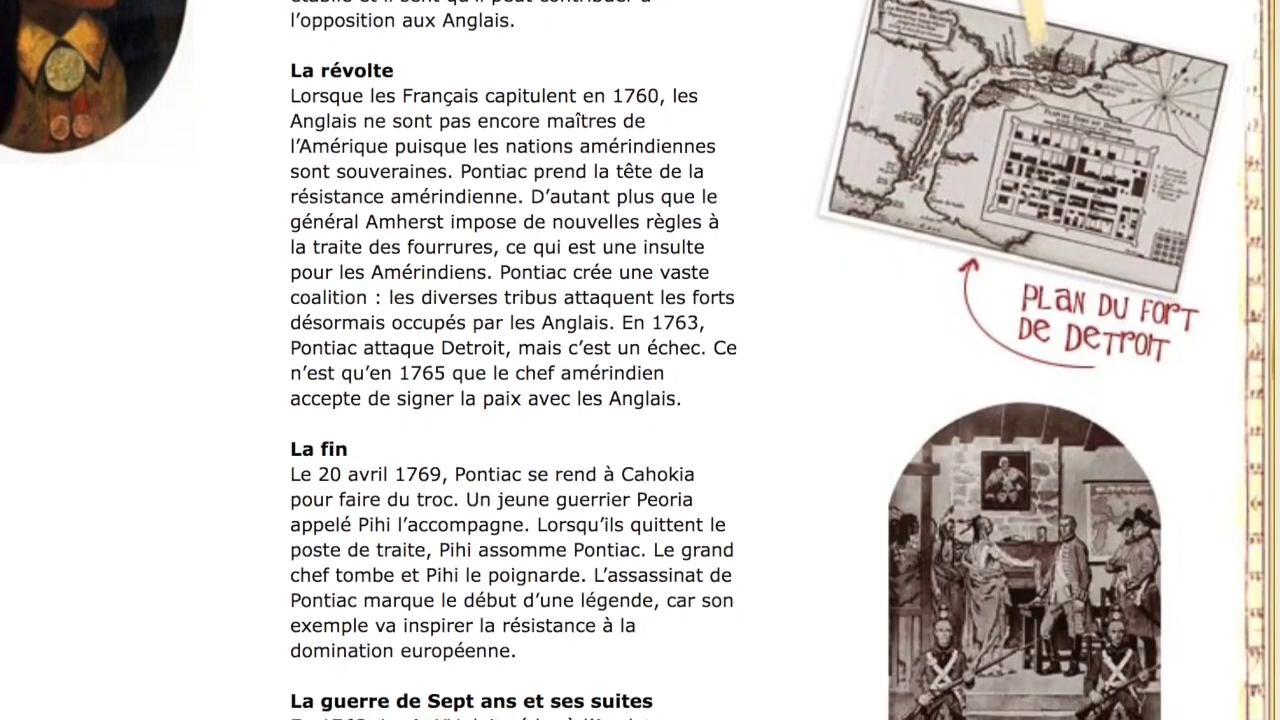 l’opposition aux Anglais.
La révolte
Lorsque les Français capitulent en 1760, les
Anglais ne sont pas encore maîtres de
l’Amérique puisque les nations amérindiennes
sont souveraines. Pontiac prend la tête de la
résistance amérindienne. D’autant plus que le
général Amherst impose de nouvelles règles à
la traite des fourrures, ce qui est une insulte
pour les Amérindiens. Pontiac crée une vaste
coalition : les diverses tribus attaquent les forts
désormais occupés par les Anglais. En 1763,
Pontiac attaque Detroit, mais c’est un échec. Ce
n’est qu’en 1765 que le chef amérindien
accepte de signer la paix avec les Anglais.
La fin
Le 20 avril 1769, Pontiac se rend à Cahokia
pour faire du troc. Un jeune guerrier Peoria
appelé Pihi l’accompagne. Lorsqu’ils quittent le
poste de traite, Pihi assomme Pontiac. Le grand
chef tombe et Pihi le poignarde. L’assassinat de
Pontiac marque le début d’une légende, car son
exemple va inspirer la résistance à la
domination européenne.
La guerre de Sept ans et ses suites
PLAN DU FORT
DE DETROIT